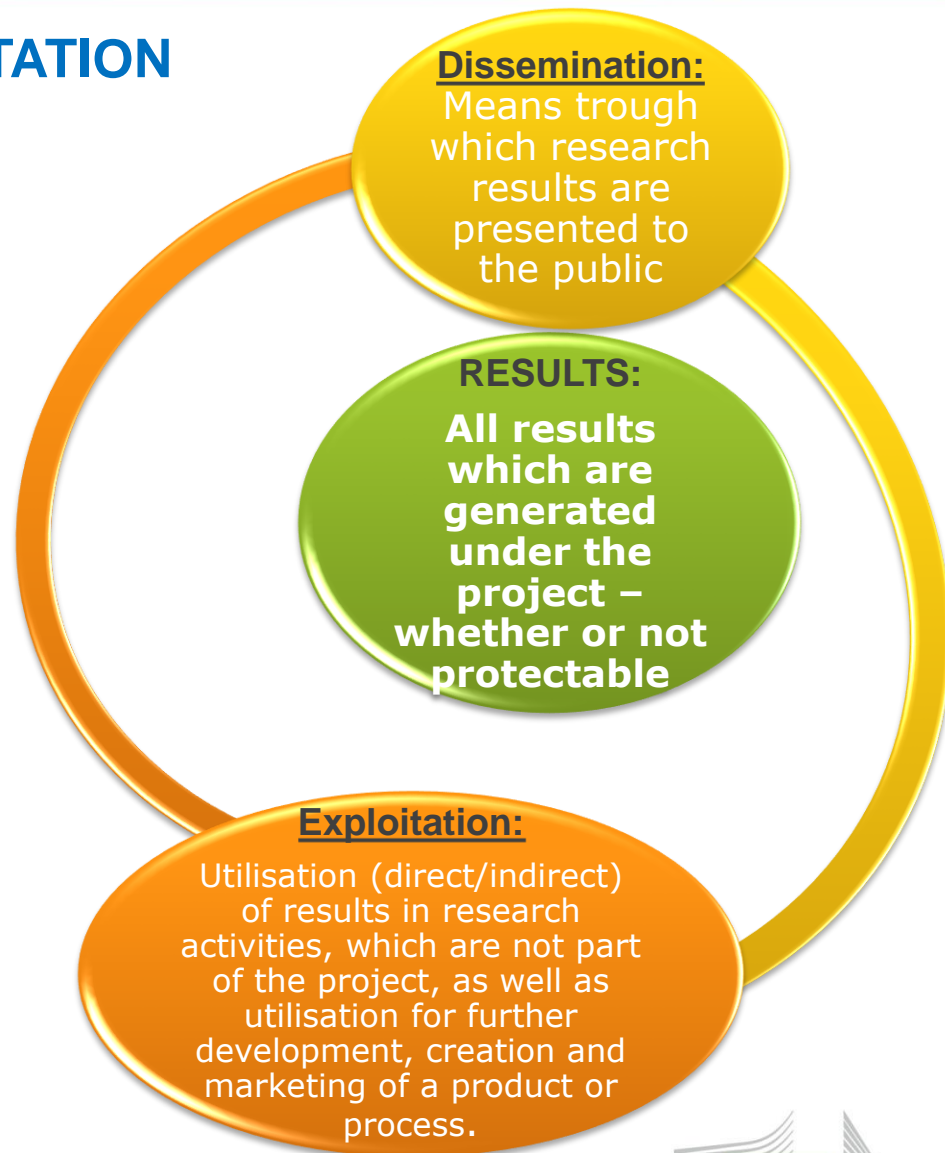 TATION
Dissemination:
Means trough
which research
results are
presented to
the public
RESULTS:
All results
which are
generated
under the
project –
whether or not
protectable
Exploitation:
Utilisation (direct/indirect)
of results in research
activities, which are not part
of the project, as well as
utilisation for further
development, creation and
marketing of a product or
process.